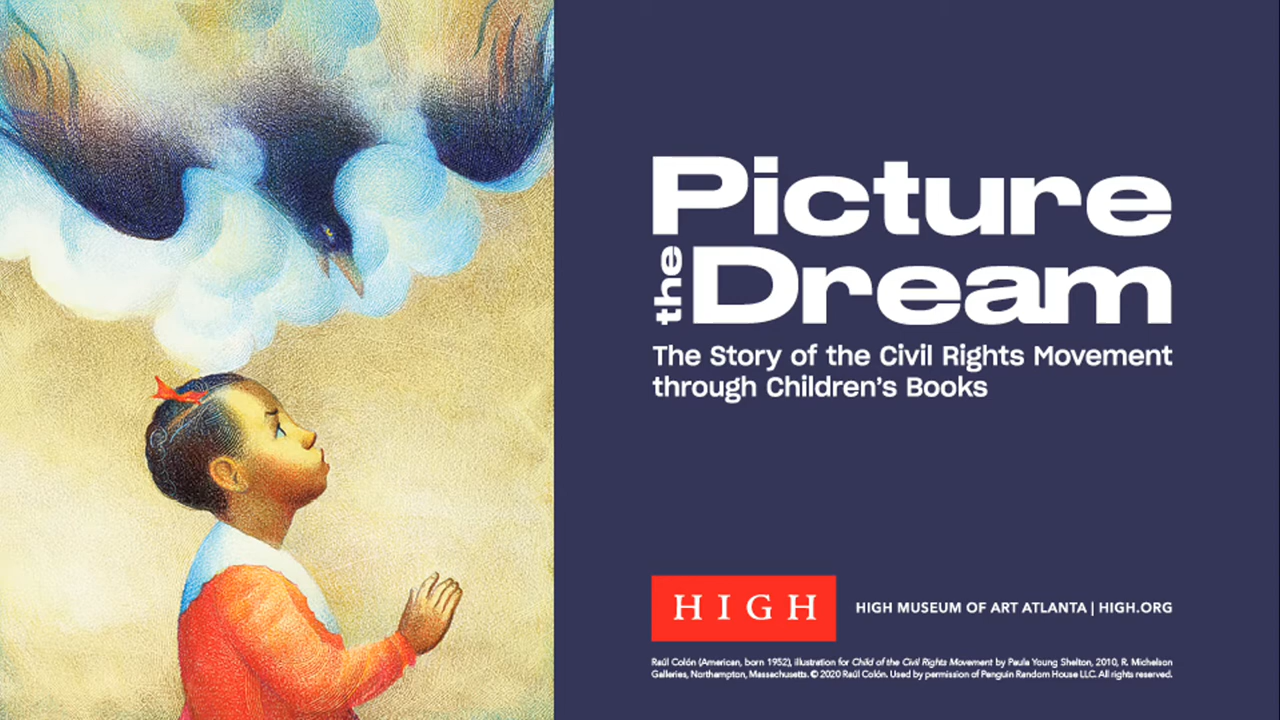 Picture
the Dream
The Story of the Civil Rights Movement
through Children's Books
HIGH
HIGH MUSEUM OF ART ATLANTA | HIGH.ORG
Raúl Colón (American, born 1952), illustration for Child of the Civil Rights Movement by Paula Young Shelton, 2010, R. Michelson
Galleries, Northampton, Massachusetts. © 2020 Raúl Colón. Used by permission of Penguin Random House LLC. All rights reserved.